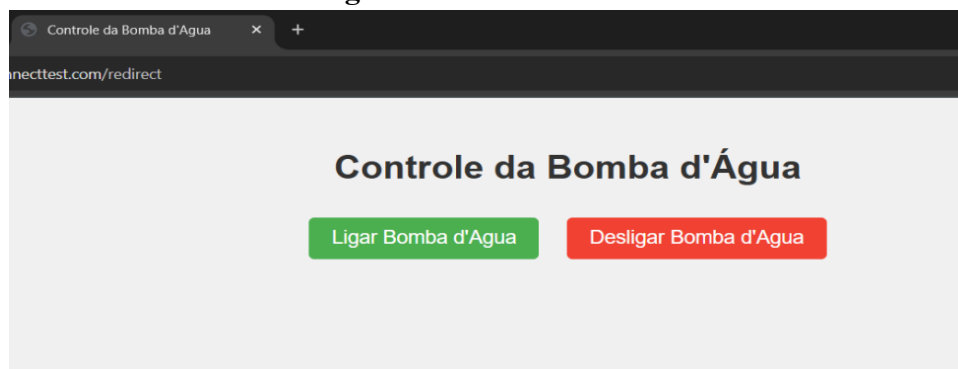 Controle da Bomba d'Agua × +
nnecttest.com/redirect
Controle da Bomba d'Água
Ligar Bomba d'Agua Desligar Bomba d'Agua